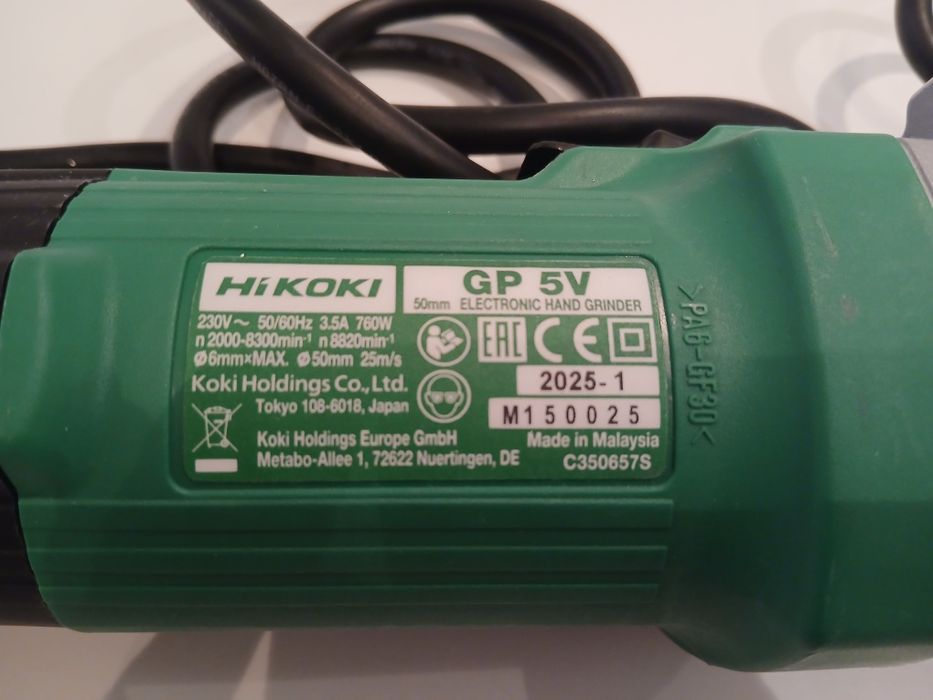 HiKOKI
GP 5V
50mm ELECTRONIC HAND GRINDER
230V～ 50/60Hz 3.5A 760W
n 2000-8300min⁻¹ n 8820min⁻¹
Ø6mm×MAX. Ø50mm 25m/s
EAC CE
Koki Holdings Co., Ltd.
Tokyo 108-6018, Japan
2025-1
M150025
Koki Holdings Europe GmbH
Metabo-Allee 1, 72622 Nuertingen, DE
Made in Malaysia
C350657S
>PA6-GF30<